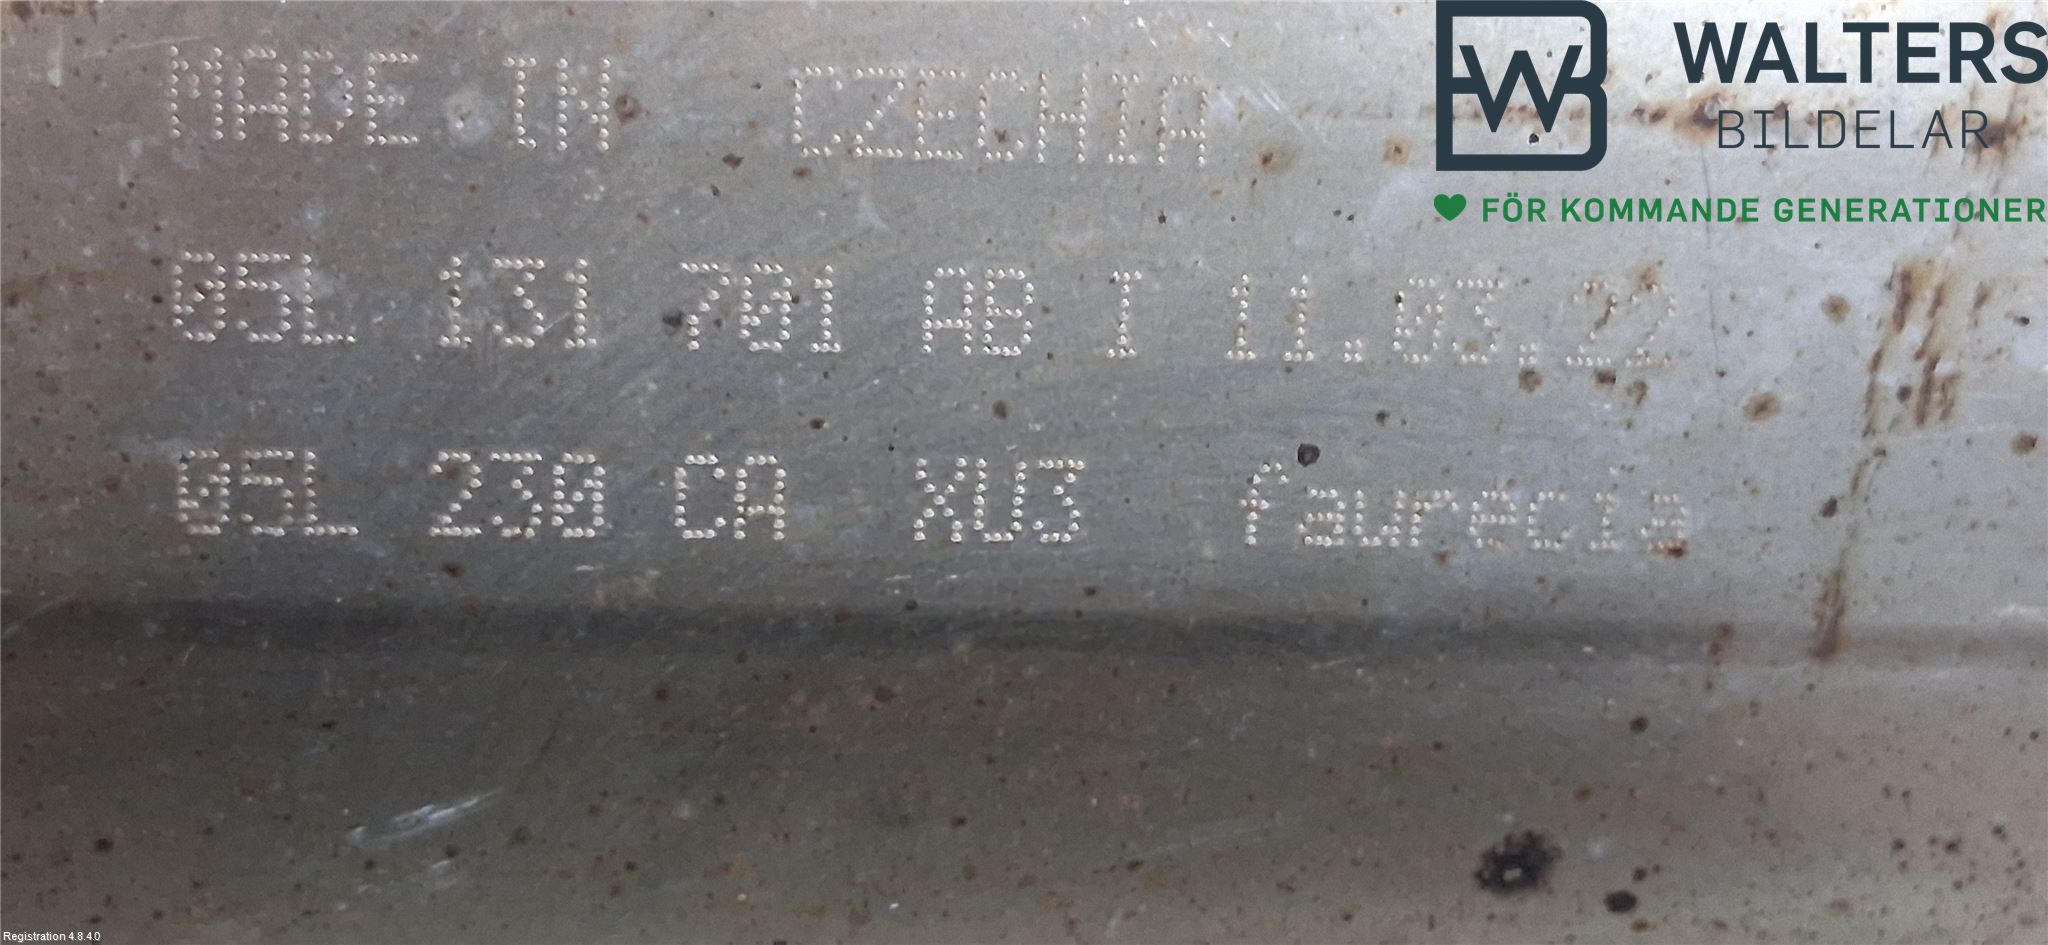 MADE IN CZECHIA
WALTERS
BILDELAR
FÖR KOMMANDE GENERATIONER
05L 131 701 AB I 11.03.22
05L 230 CA XU3 faurecia
Registration 4.8.4.0